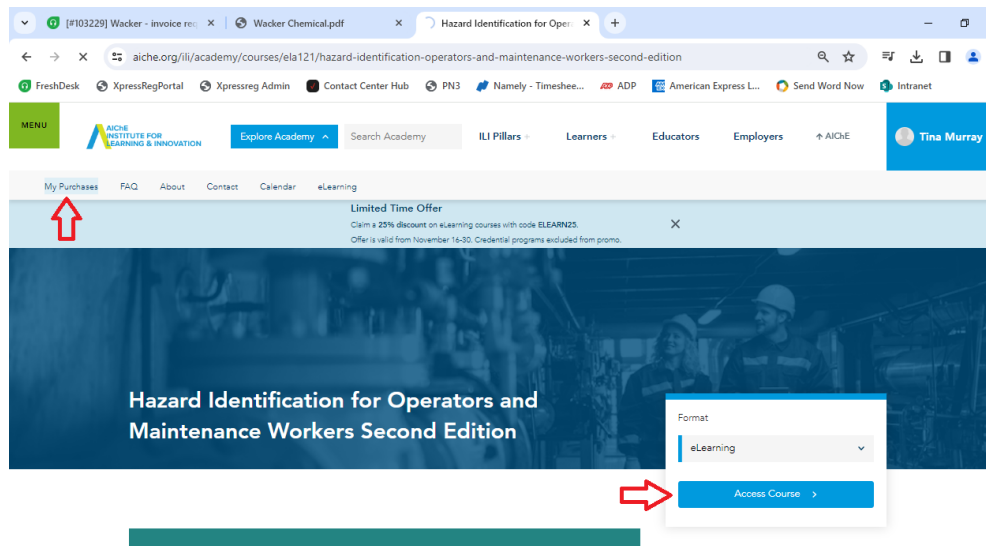 [#103229] Wacker - invoice req
Wacker Chemical.pdf
Hazard Identification for Oper
aiche.org/ili/academy/courses/ela121/hazard-identification-operators-and-maintenance-workers-second-edition
FreshDesk XpressRegPortal Xpressreg Admin Contact Center Hub PN3 Namely - Timeshee... ADP American Express L... Send Word Now Intranet
MENU
AIChE
INSTITUTE FOR
LEARNING & INNOVATION
Explore Academy
Search Academy
ILI Pillars + Learners + Educators Employers ↑ AIChE
Tina Murray
My Purchases FAQ About Contact Calendar eLearning
Limited Time Offer
Claim a 25% discount on eLearning courses with code ELEARN25.
Offer is valid from November 16-30. Credential programs excluded from promo.
Hazard Identification for Operators and
Maintenance Workers Second Edition
Format
eLearning
Access Course >